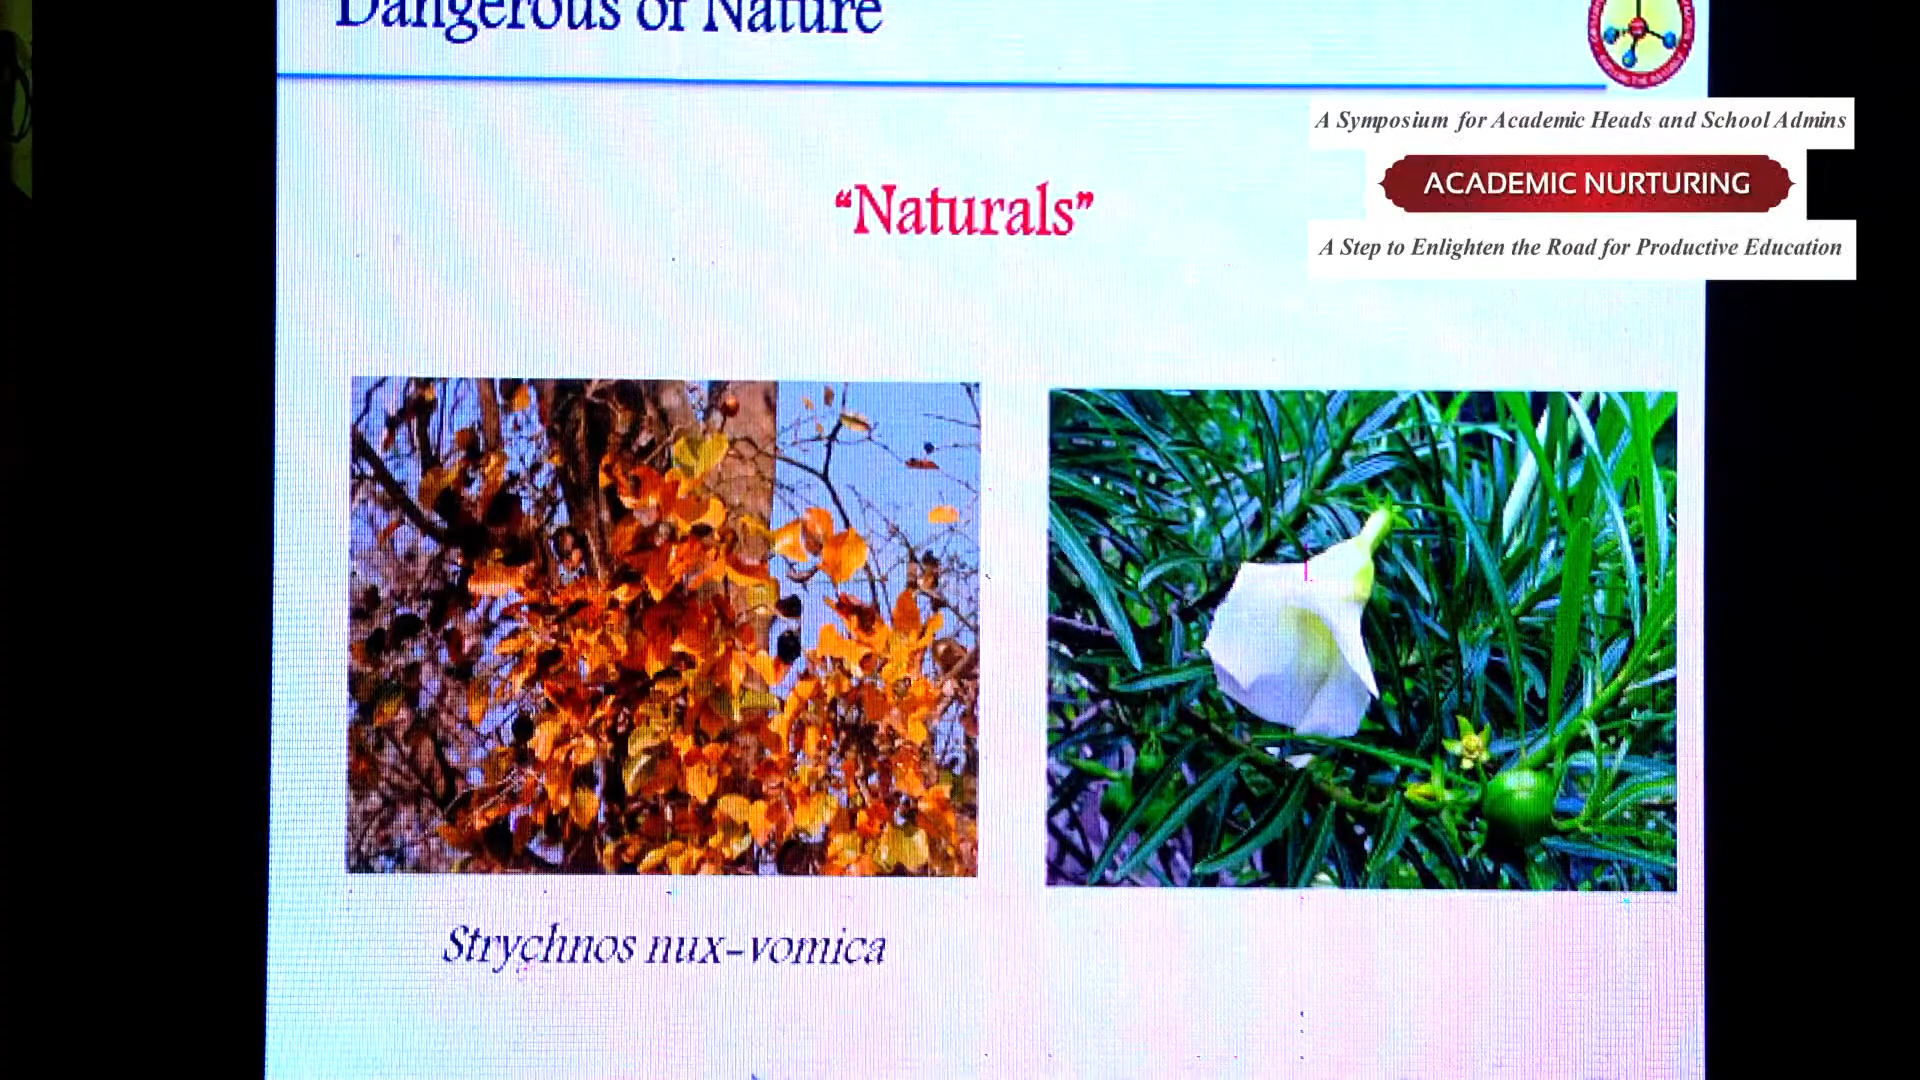 Dangerous of Nature
A Symposium for Academic Heads and School Admins
ACADEMIC NURTURING
A Step to Enlighten the Road for Productive Education
“Naturals”
Strychnos nux-vomica